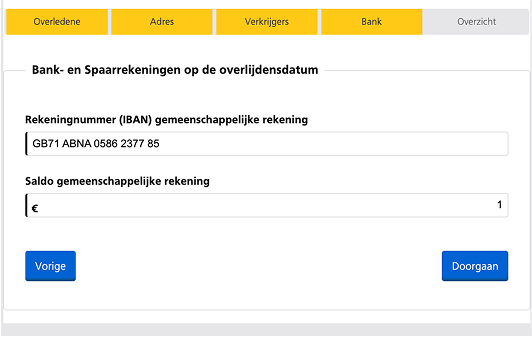 Overledene Adres Verkrijgers Bank Overzicht
Bank- en Spaarrekeningen op de overlijdensdatum
Rekeningnummer (IBAN) gemeenschappelijke rekening
GB71 ABNA 0586 2377 85
Saldo gemeenschappelijke rekening
€ 1
Vorige Doorgaan